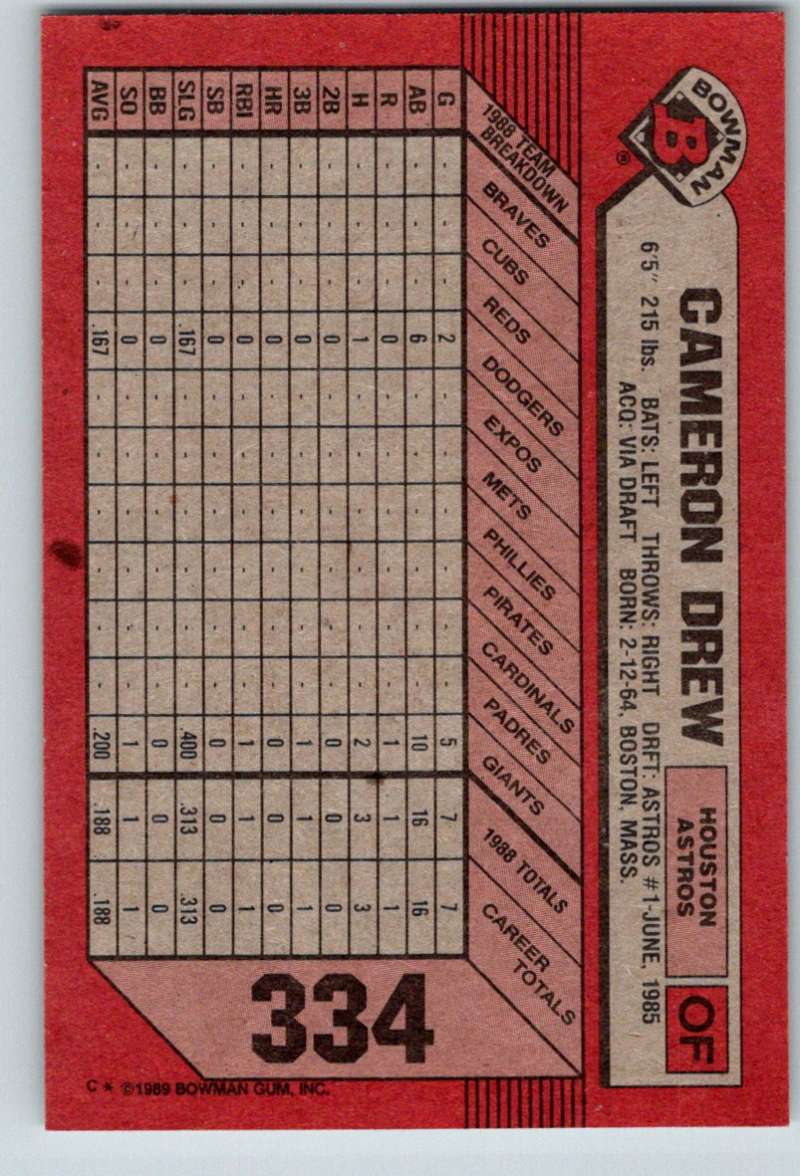 BOWMAN
B
®
CAMERON DREW
HOUSTON
ASTROS
OF
6'5" 215 lbs. BATS: LEFT THROWS: RIGHT DRFT: ASTROS #1-JUNE, 1985
ACQ: VIA DRAFT BORN: 2-12-64, BOSTON, MASS.
1988 TEAM
BREAKDOWN
BRAVES
CUBS
REDS
DODGERS
EXPOS
METS
PHILLIES
PIRATES
CARDINALS
PADRES
GIANTS
1988 TOTALS
CAREER
TOTALS
G - - - 2 - - - - - - 5 7 7
AB - - - 6 - - - - - - 10 16 16
R - - - 0 - - - - - - 1 1 1
H - - - 1 - - - - - - 2 3 3
2B - - - 0 - - - - - - 0 0 0
3B - - - 0 - - - - - - 1 1 1
HR - - - 0 - - - - - - 0 0 0
RBI - - - 0 - - - - - - 1 1 1
SB - - - 0 - - - - - - 0 0 0
SLG - - - .167 - - - - - - .400 .313 .313
BB - - - 0 - - - - - - 0 0 0
SO - - - 0 - - - - - - 1 1 1
AVG - - - .167 - - - - - - .200 .188 .188
334
C * ©1989 BOWMAN GUM, INC.